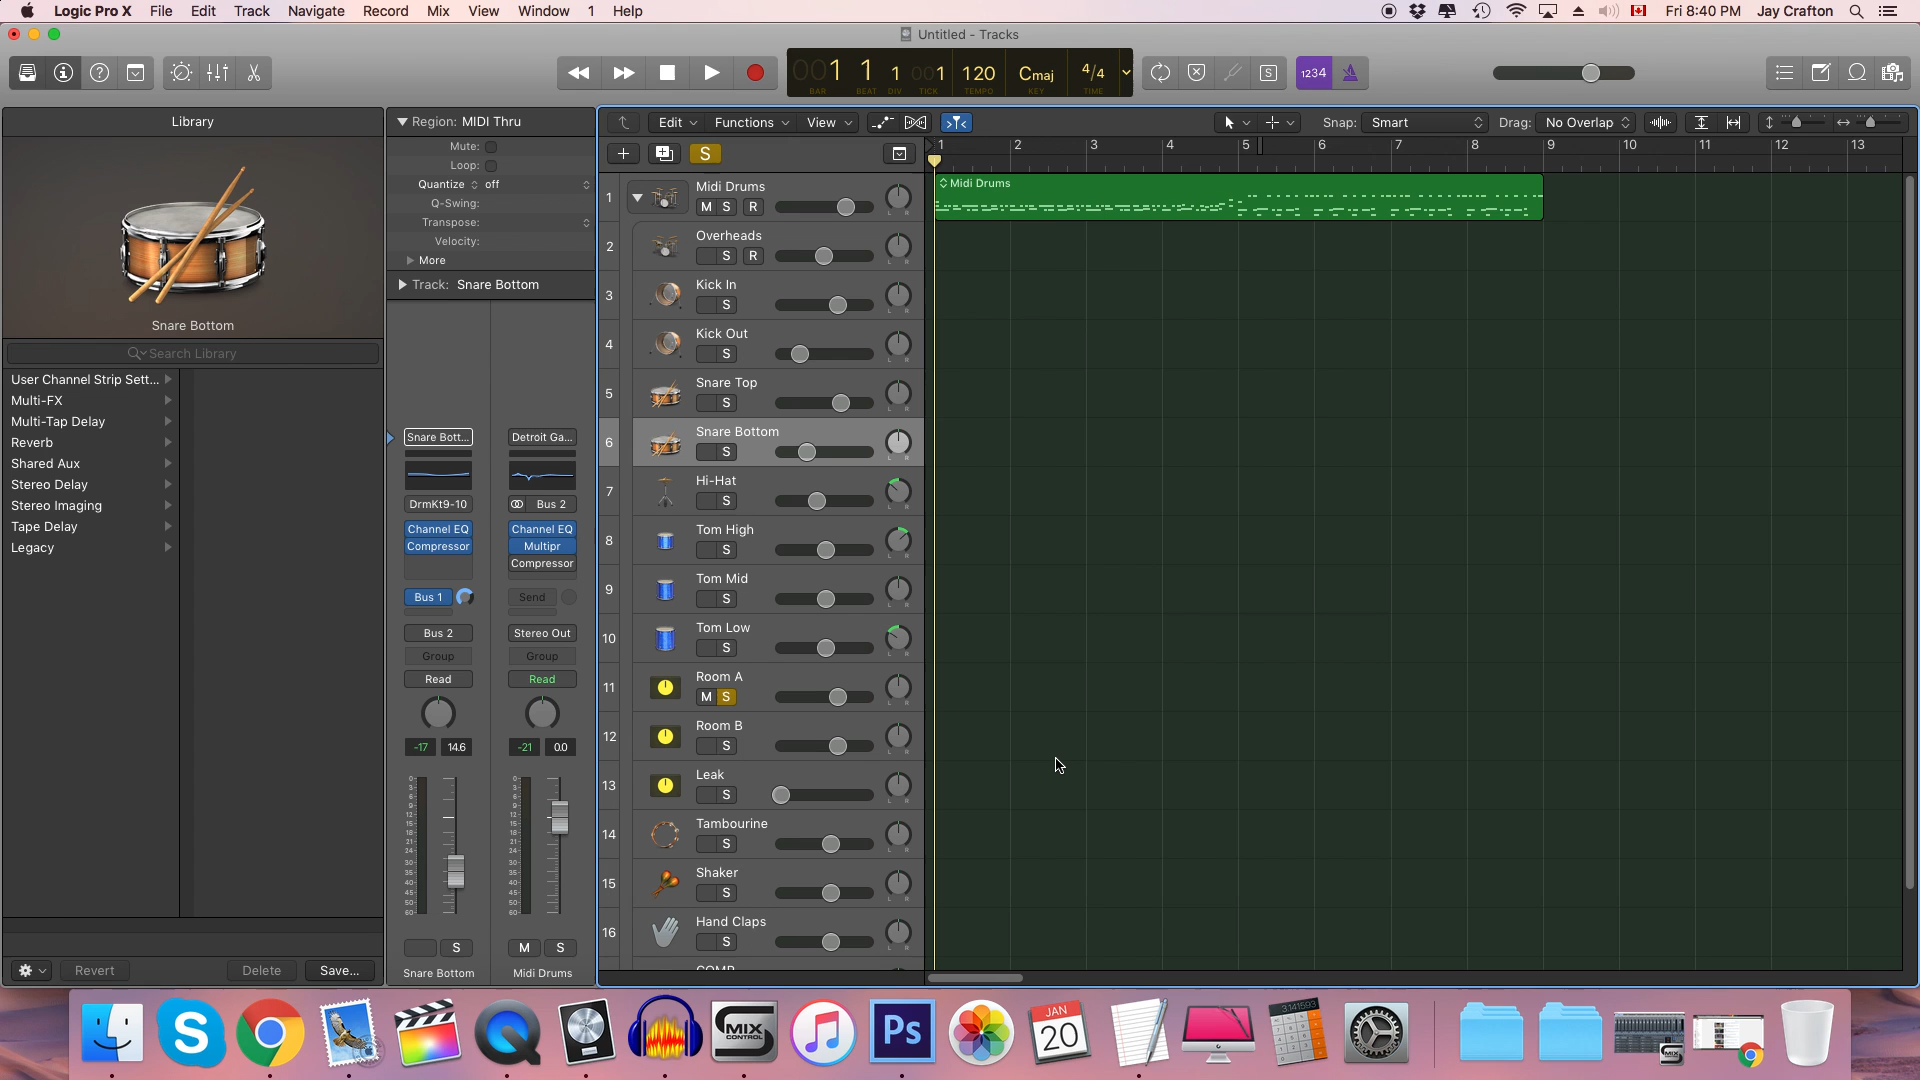 Logic Pro X File Edit Track Navigate Record Mix View Window 1 Help
Fri 8:40 PM Jay Crafton
Untitled - Tracks
001 1 1 001 120 Cmaj 4/4
BAR BEAT DIV TICK TEMPO KEY TIME
1234
Library
Snare Bottom
Search Library
User Channel Strip Sett...
Multi-FX
Multi-Tap Delay
Reverb
Shared Aux
Stereo Delay
Stereo Imaging
Tape Delay
Legacy
Revert Delete Save...
Region: MIDI Thru
Mute:
Loop:
Quantize off
Q-Swing:
Transpose:
Velocity:
More
Track: Snare Bottom
Snare Bott... Detroit Ga...
DrmKt9-10 Bus 2
Channel EQ Channel EQ
Compressor Multipr
Compressor
Bus 1 Send
Bus 2 Stereo Out
Group Group
Read Read
-17 14.6 -21 0.0
S M S
Snare Bottom Midi Drums
Edit Functions View
Snap: Smart Drag: No Overlap
S
1 2 3 4 5 6 7 8 9 10 11 12 13
1 Midi Drums
M S R
2 Overheads
S R
3 Kick In
S
4 Kick Out
S
5 Snare Top
S
6 Snare Bottom
S
7 Hi-Hat
S
8 Tom High
S
9 Tom Mid
S
10 Tom Low
S
11 Room A
M S
12 Room B
S
13 Leak
S
14 Tambourine
S
15 Shaker
S
16 Hand Claps
S
Midi Drums
MIX
CONTROL
Ps
JAN
20
3.141593